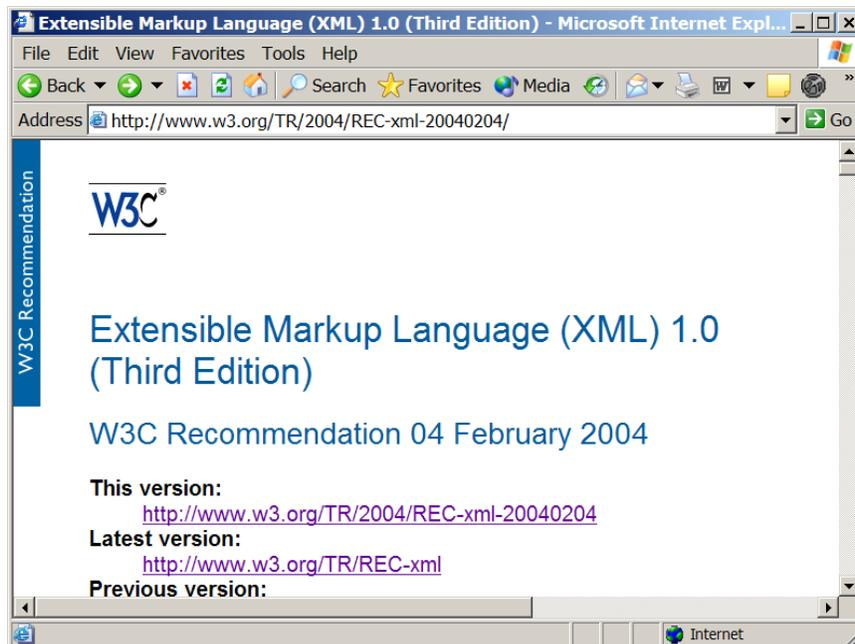 Extensible Markup Language (XML) 1.0 (Third Edition) - Microsoft Internet Expl...
File Edit View Favorites Tools Help
Back Search Favorites Media »
Address http://www.w3.org/TR/2004/REC-xml-20040204/ Go
W3C Recommendation
W3C®
Extensible Markup Language (XML) 1.0
(Third Edition)
W3C Recommendation 04 February 2004
This version:
http://www.w3.org/TR/2004/REC-xml-20040204
Latest version:
http://www.w3.org/TR/REC-xml
Previous version:
Internet